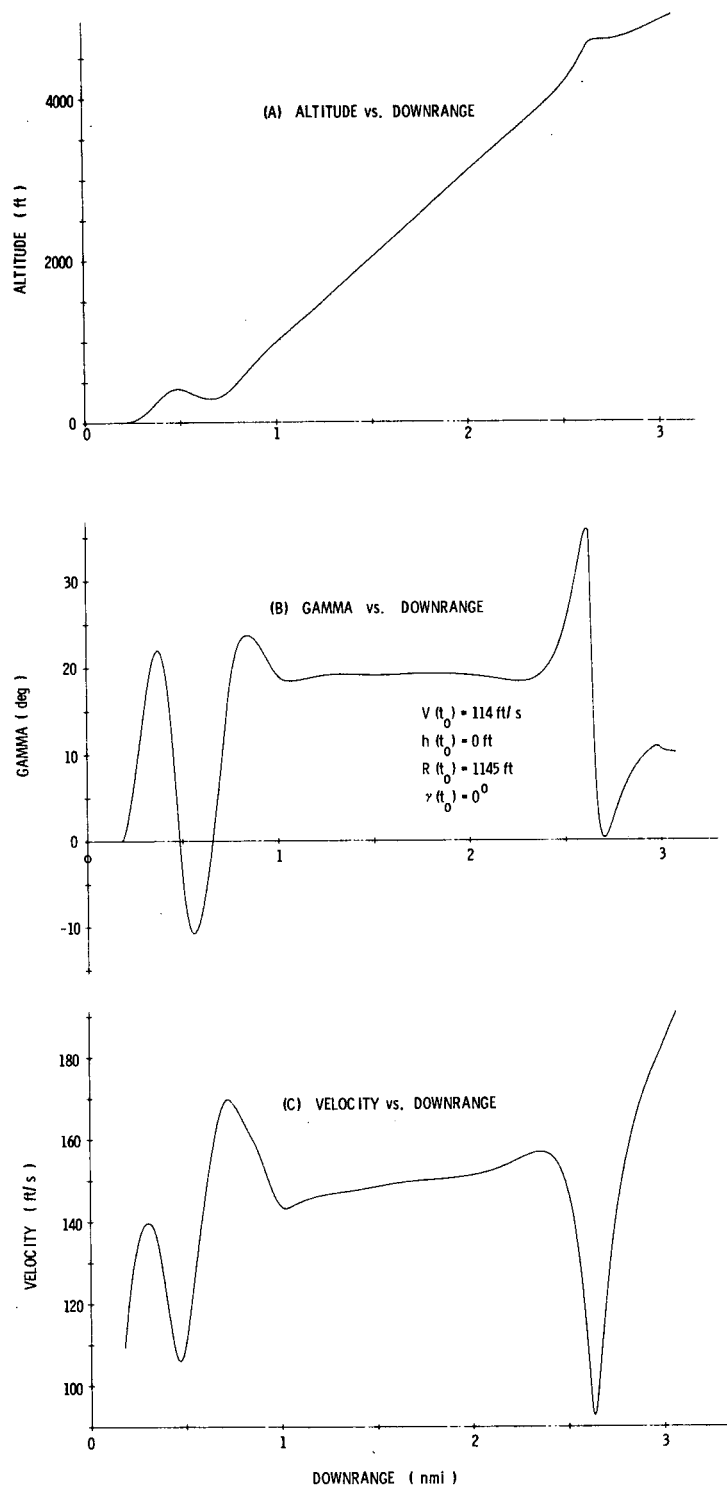 4000
(A) ALTITUDE vs. DOWNRANGE
ALTITUDE (ft)
2000
0
0 1 2 3
30
(B) GAMMA vs. DOWNRANGE
20
GAMMA (deg)
V (t₀) = 114 ft/s
h (t₀) = 0 ft
R (t₀) = 1145 ft
γ (t₀) = 0⁰
10
0
0 1 2 3
-10
180
(C) VELOCITY vs. DOWNRANGE
160
VELOCITY (ft/s)
140
120
100
0 1 2 3
DOWNRANGE (nmi)